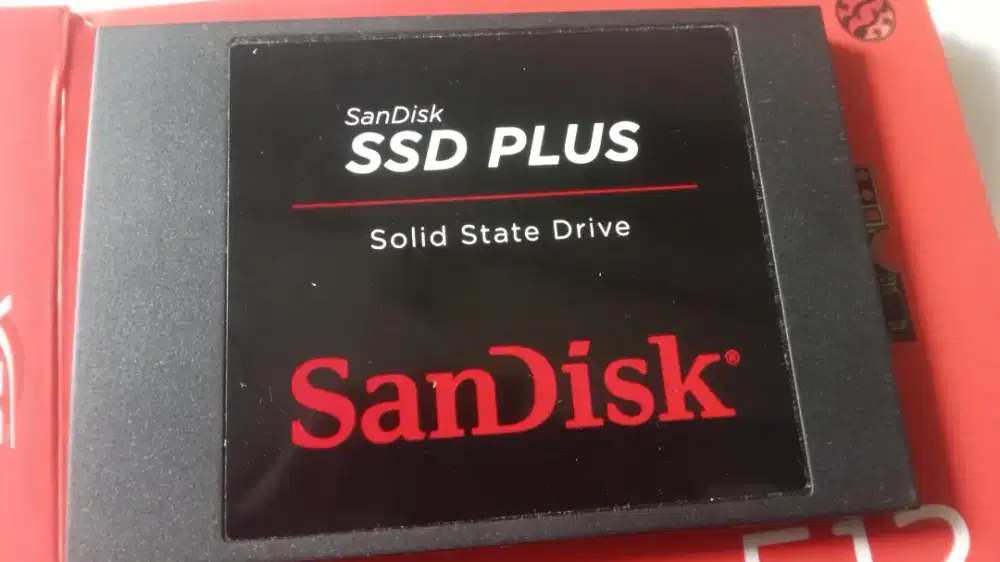 SanDisk
SSD PLUS
Solid State Drive
SanDisk®